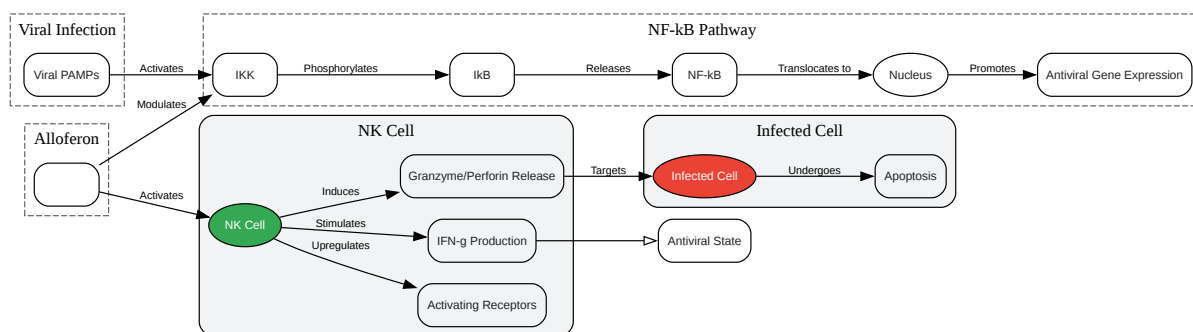 Viral Infection
NF-kB Pathway
Viral PAMPs
Activates
IKK
Phosphorylates
IkB
Releases
NF-kB
Translocates to
Nucleus
Promotes
Antiviral Gene Expression
Modulates
Alloferon
Activates
NK Cell
NK Cell
Induces
Granzyme/Perforin Release
Stimulates
IFN-g Production
Upregulates
Activating Receptors
Targets
Infected Cell
Infected Cell
Undergoes
Apoptosis
Antiviral State